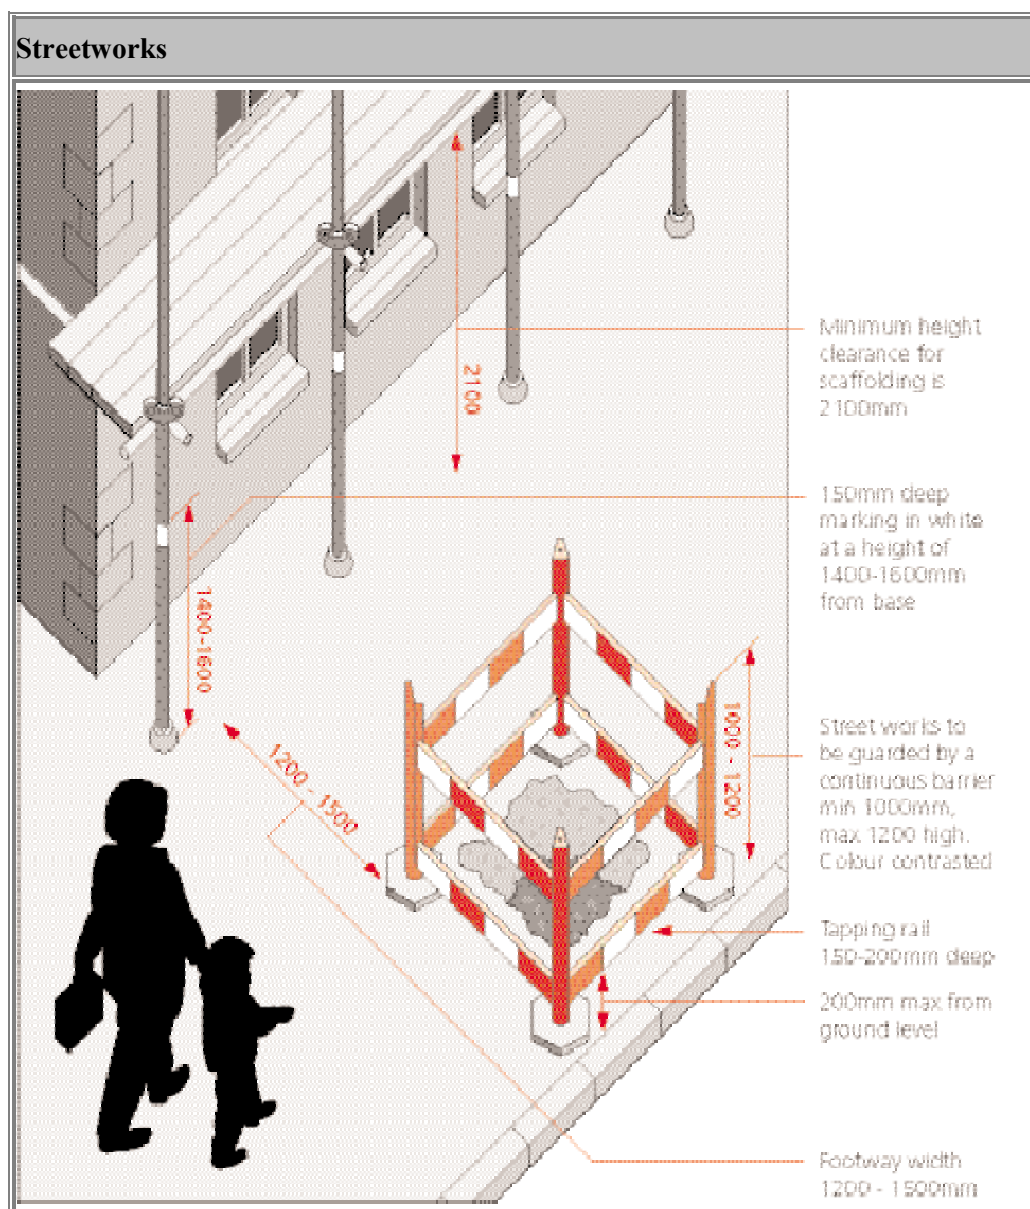 Streetworks
Minimum height
clearance for
scaffolding is
2100mm
2100
150mm deep
marking in white
at a height of
1400-1600mm
from base
1400-1600
Street works to
be guarded by a
continuous barrier
min 1000mm,
max 1200 high.
Colour contrasted
1000 - 1200
1200 - 1500
Tapping rail
150-200mm deep
200mm max from
ground level
Footway width
1200 - 1500mm